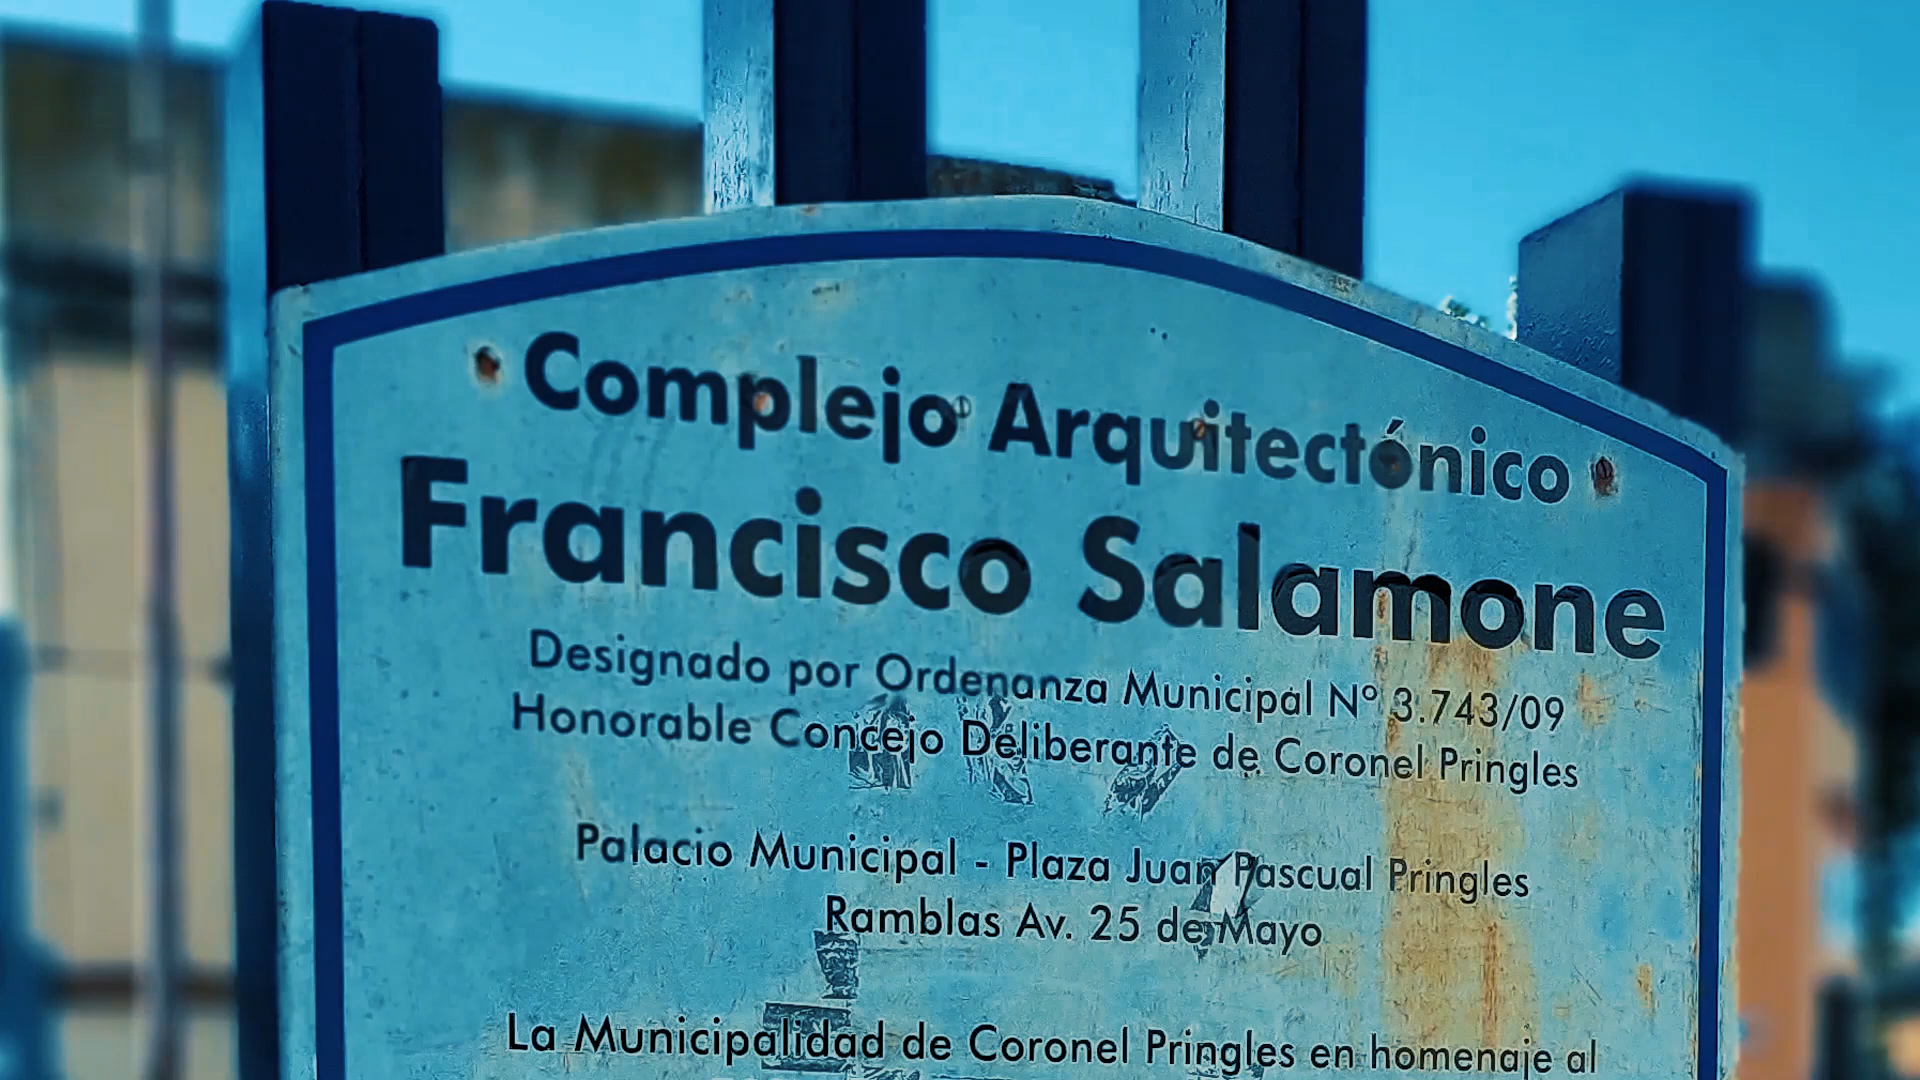 Complejo Arquitectónico
Francisco Salamone
Designado por Ordenanza Municipal Nº 3.743/09
Honorable Concejo Deliberante de Coronel Pringles
Palacio Municipal - Plaza Juan Pascual Pringles
Ramblas Av. 25 de Mayo
La Municipalidad de Coronel Pringles en homenaje al